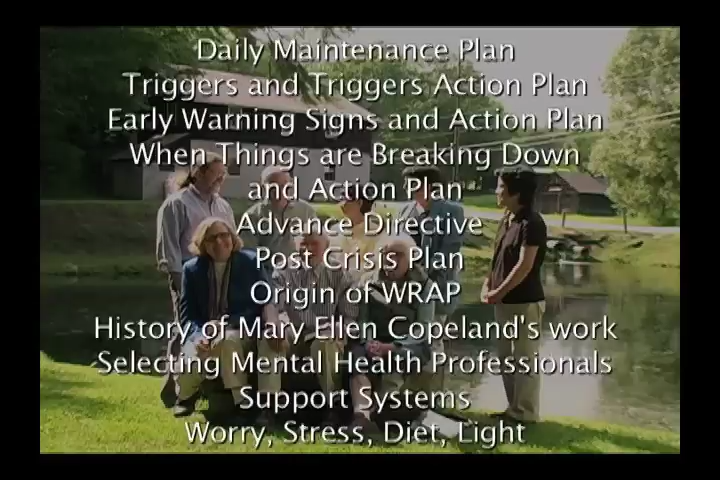 Daily Maintenance Plan
Triggers and Triggers Action Plan
Early Warning Signs and Action Plan
When Things are Breaking Down
and Action Plan
Advance Directive
Post Crisis Plan
Origin of WRAP
History of Mary Ellen Copeland's work
Selecting Mental Health Professionals
Support Systems
Worry, Stress, Diet, Light